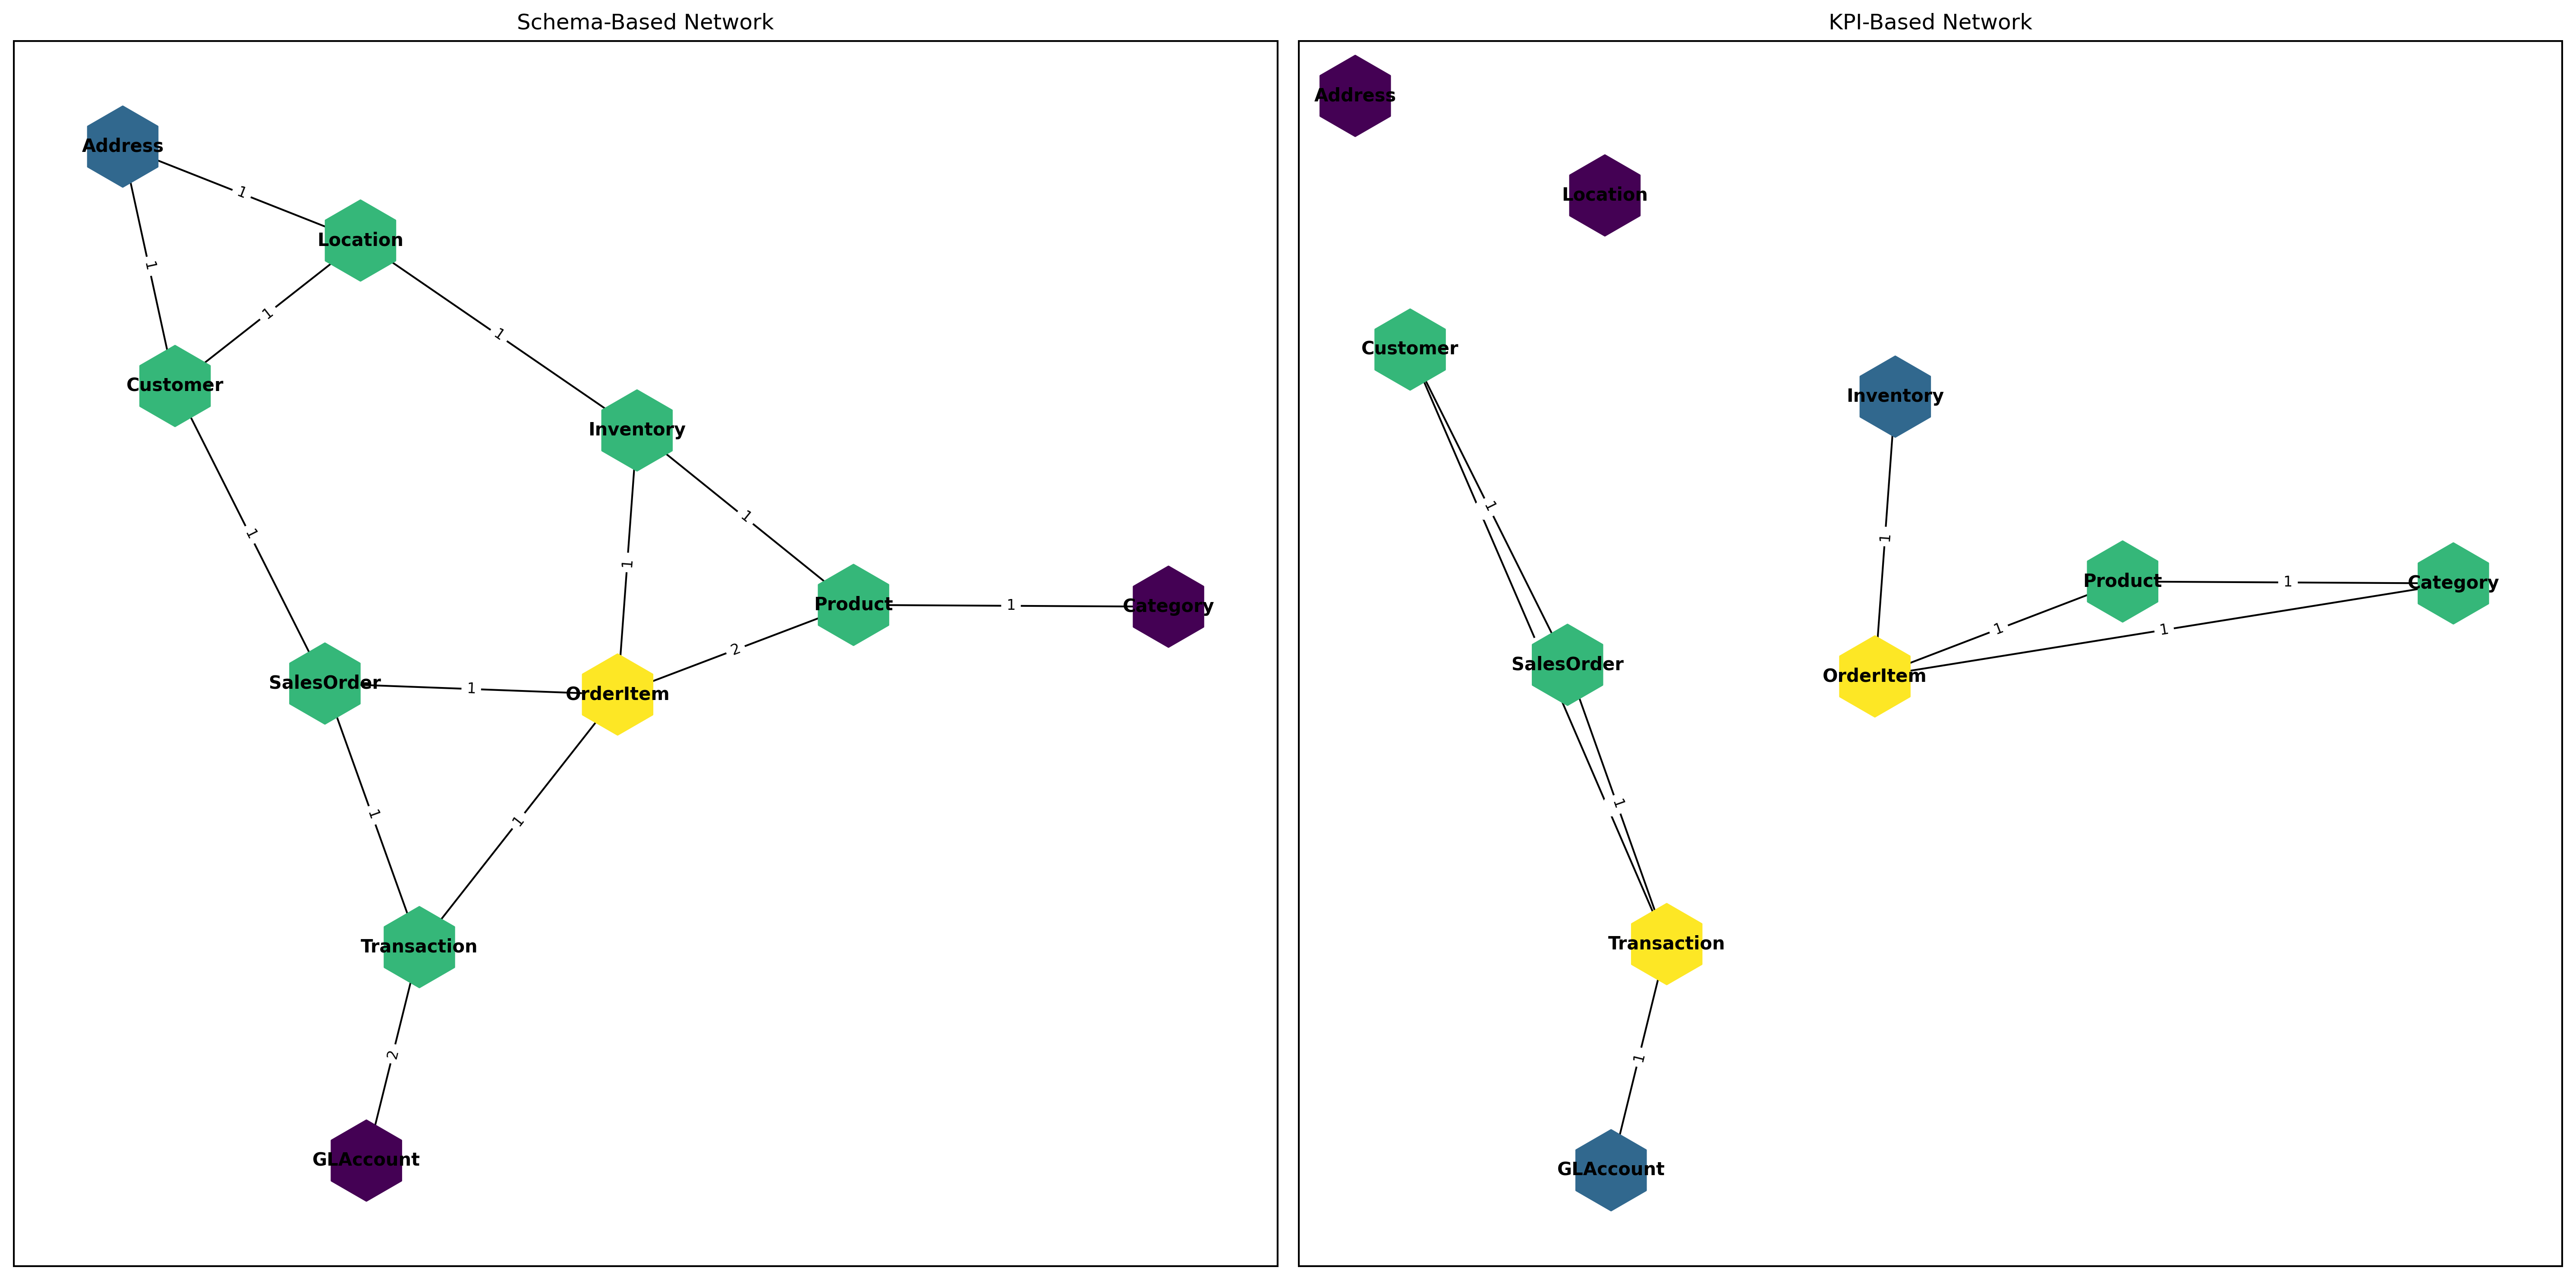 Schema-Based Network
Address
1
Location
1
1
1
Customer
Inventory
1
1
1
Product
1
Category
2
SalesOrder
1
OrderItem
1
1
Transaction
2
GLAccount
KPI-Based Network
Address
Location
Customer
Inventory
1
1
Product
1
Category
1
1
SalesOrder
OrderItem
1
Transaction
1
GLAccount